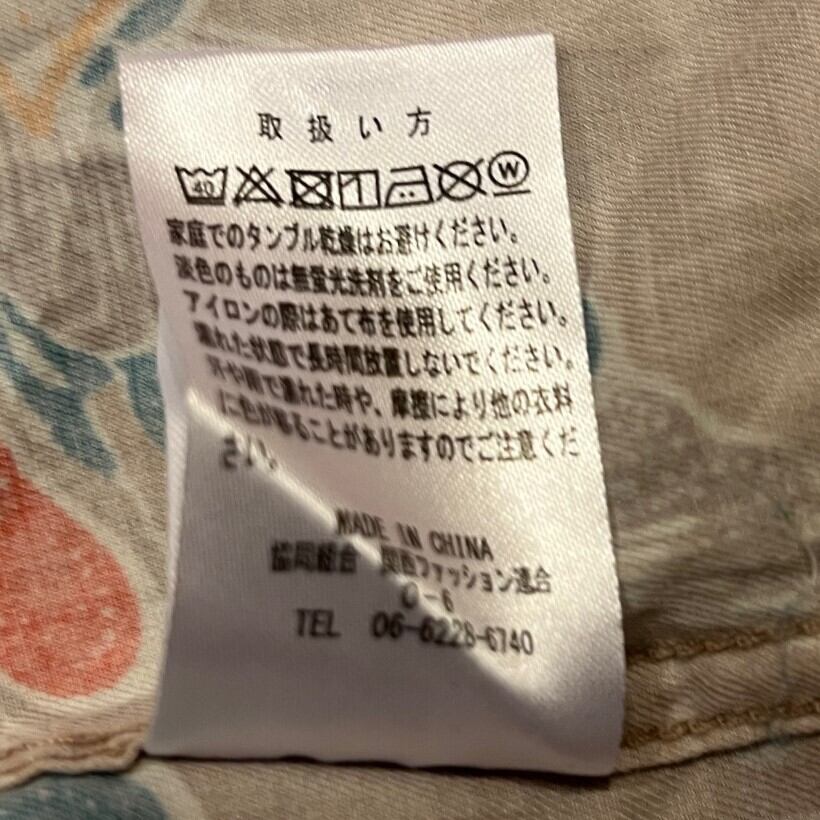 取扱い方
40 W
家庭でのタンブル乾燥はお避けください。
淡色のものは無蛍光洗剤をご使用ください。
アイロンの際はあて布を使用してください。
濡れた状態で長時間放置しないでください。
汗や雨で濡れた時や、摩擦により他の衣料
に色が移ることがありますのでご注意くだ
さい。
MADE IN CHINA
協同組合 関西ファッション連合
0-6
TEL 06-6228-6740